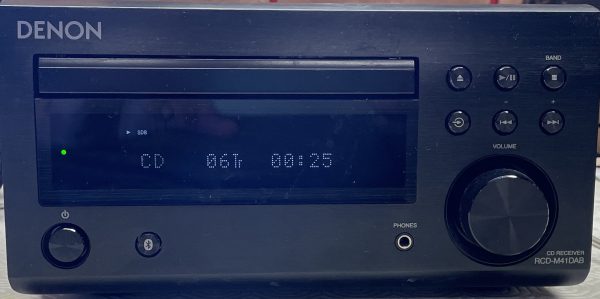 DENON
BAND
- +
SDB
CD 06Tr 00:25
VOLUME
PHONES
CD RECEIVER
RCD-M41DAB